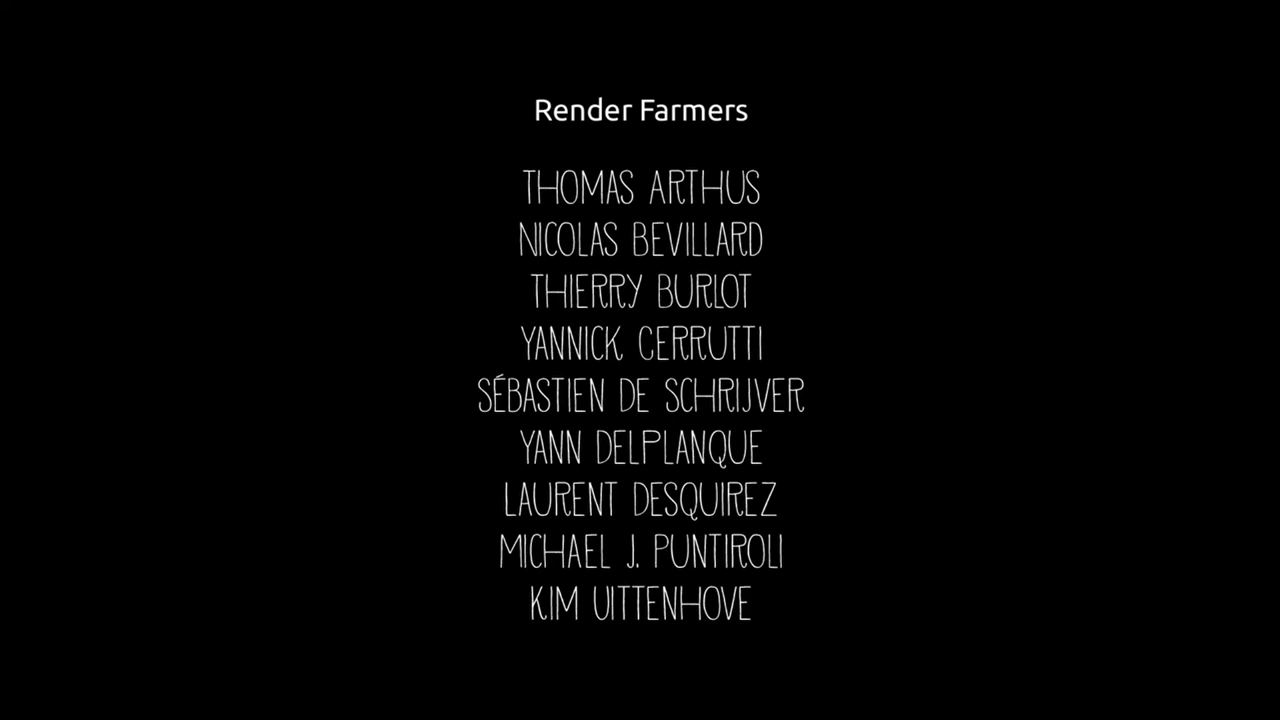 Render Farmers
THOMAS ARTHUS
NICOLAS BEVILLARD
THIERRY BURLOT
YANNICK CERRUTTI
SÉBASTIEN DE SCHRIJVER
YANN DELPLANQUE
LAURENT DESQUIREZ
MICHAEL J. PUNTIROLI
KIM UITTENHOVE